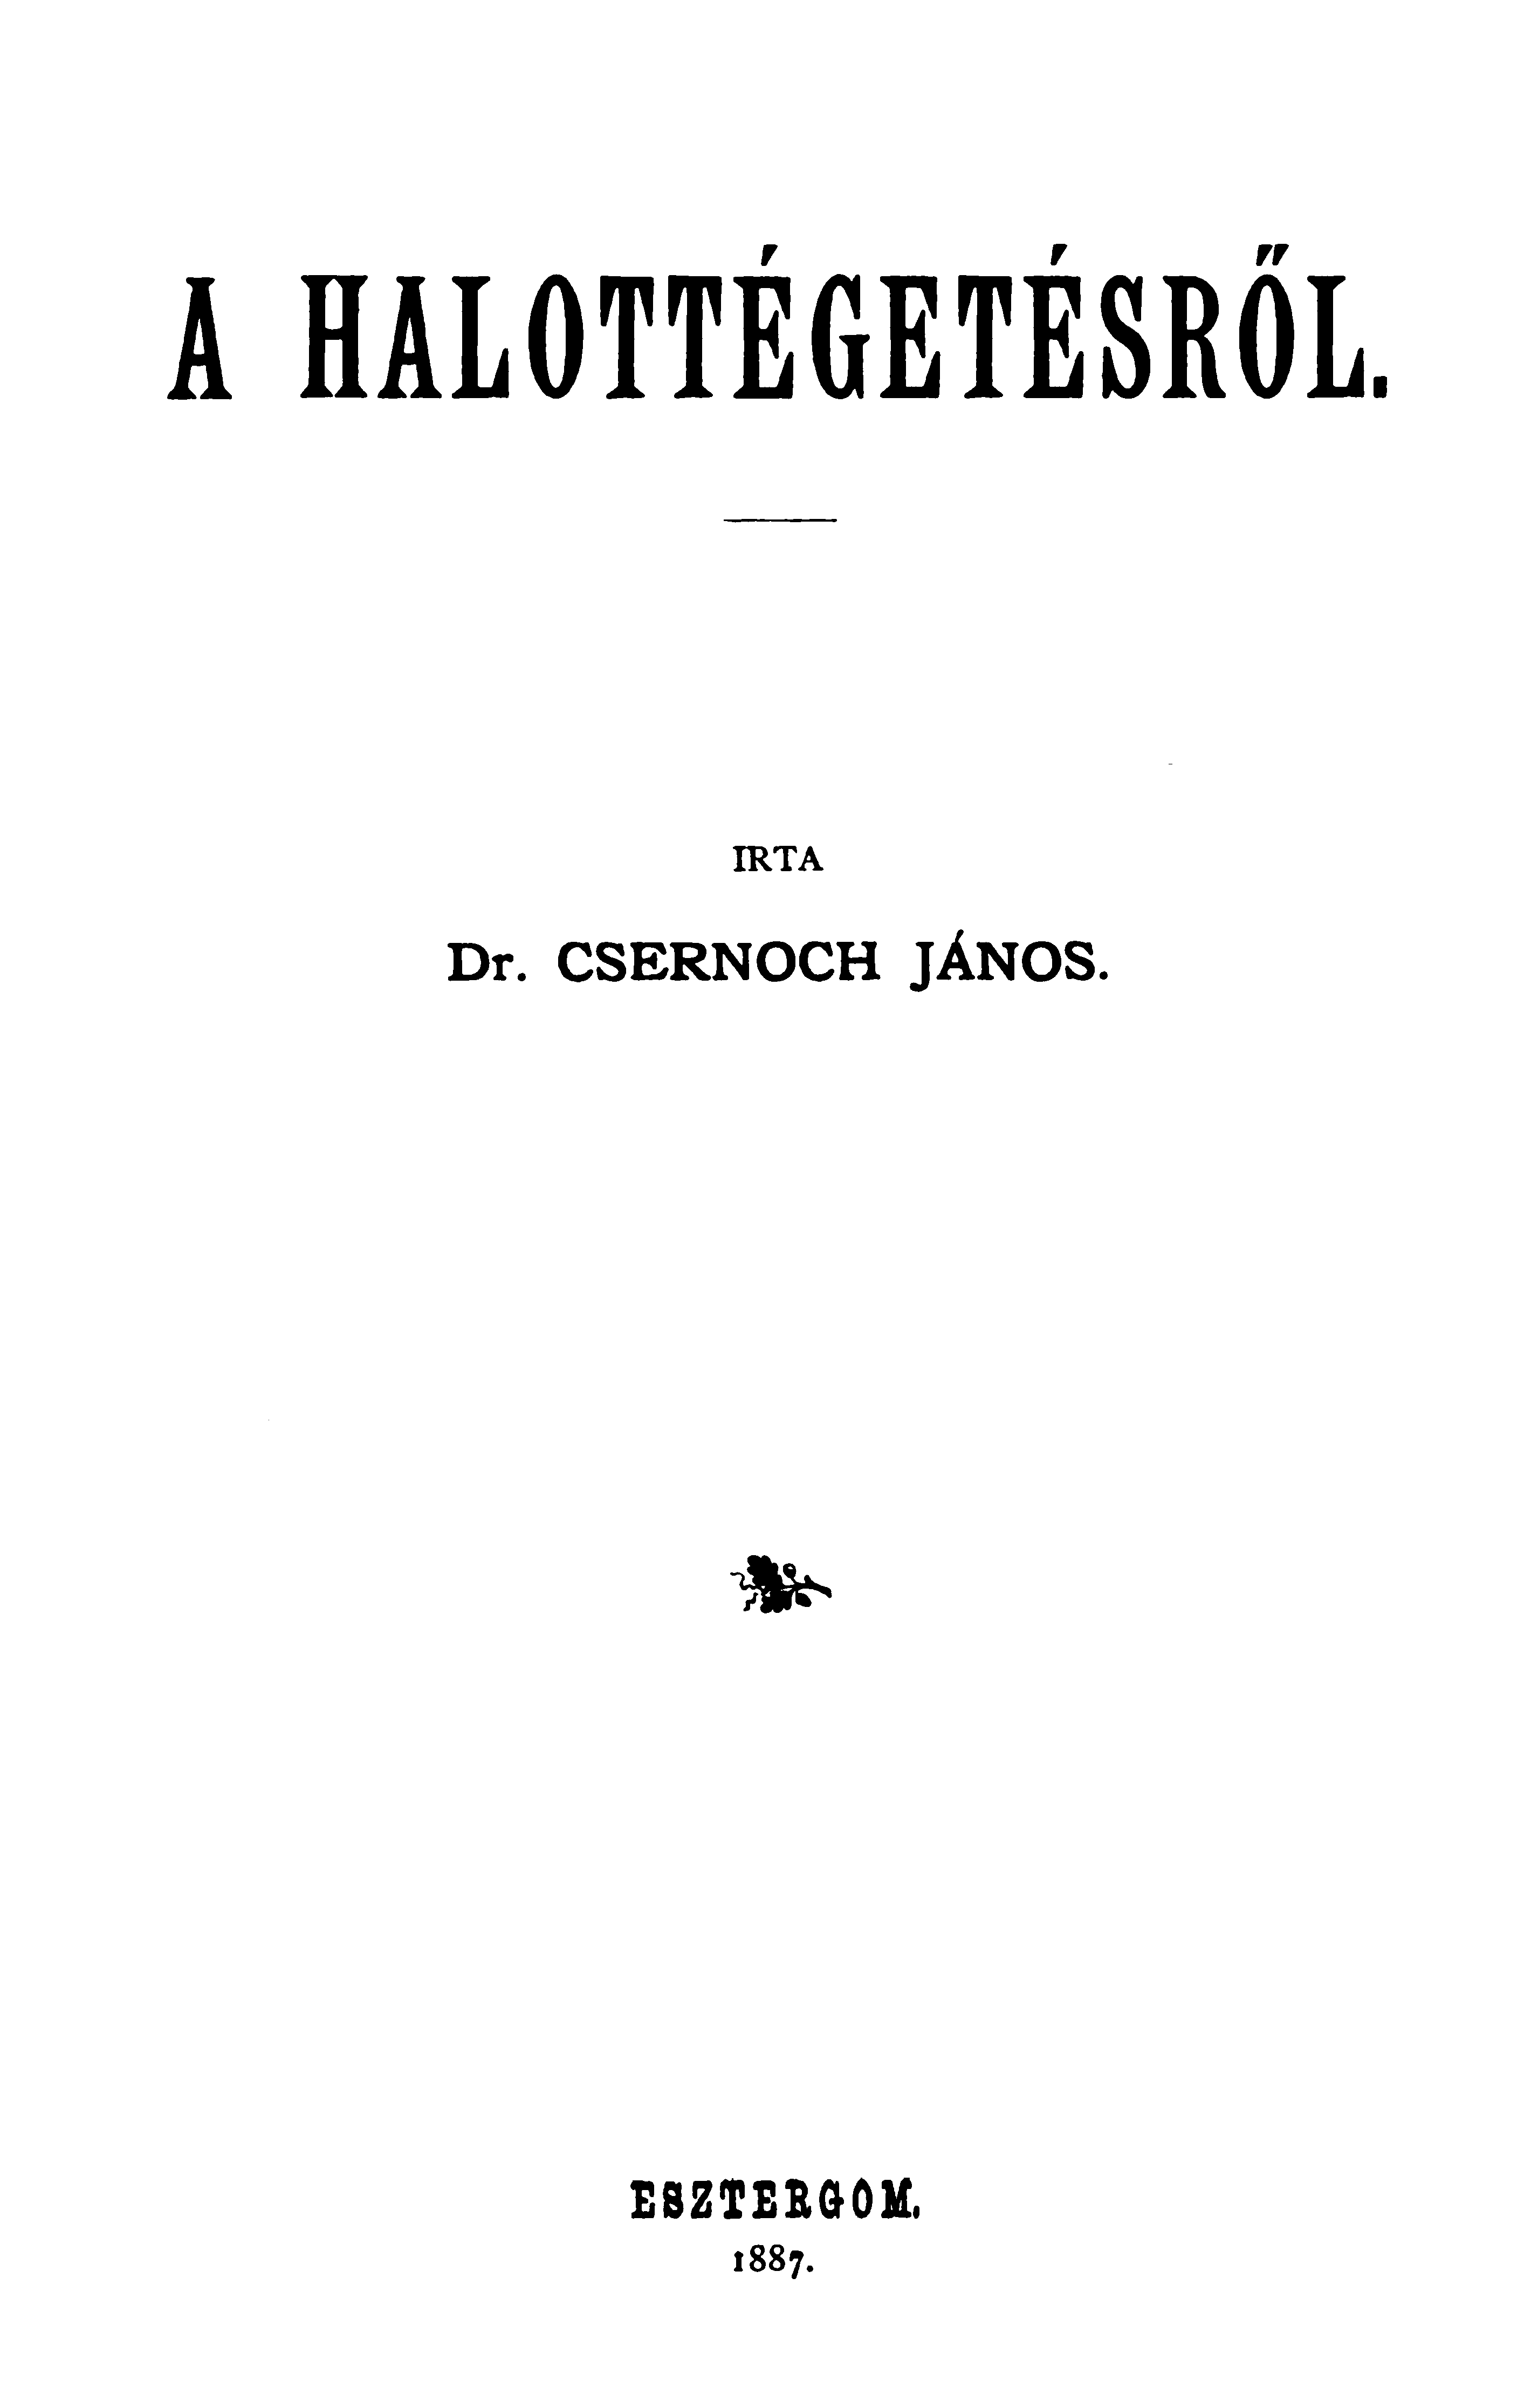 A HALOTTÉGETÉSRŐL.
IRTA
Dr. CSERNOCH JÁNOS.
ESZTERGOM,
1887.